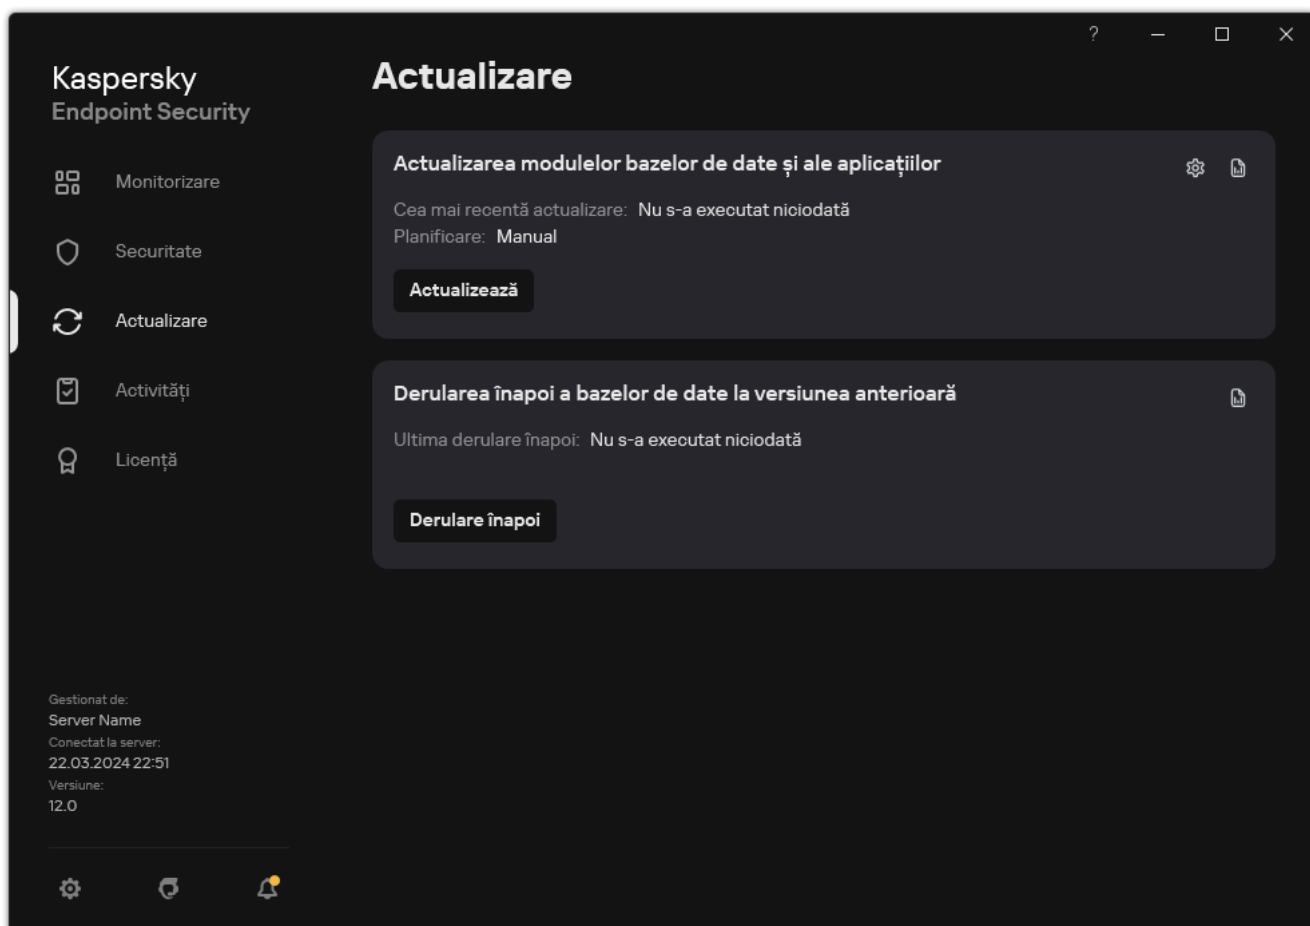 ?
Kaspersky
Endpoint Security
Monitorizare
Securitate
Actualizare
Activități
Licență
Gestionat de:
Server Name
Conectat la server:
22.03.2024 22:51
Versiune:
12.0
Actualizare
Actualizarea modulelor bazelor de date și ale aplicațiilor
Cea mai recentă actualizare: Nu s-a executat niciodată
Planificare: Manual
Actualizează
Derularea înapoi a bazelor de date la versiunea anterioară
Ultima derulare înapoi: Nu s-a executat niciodată
Derulare înapoi